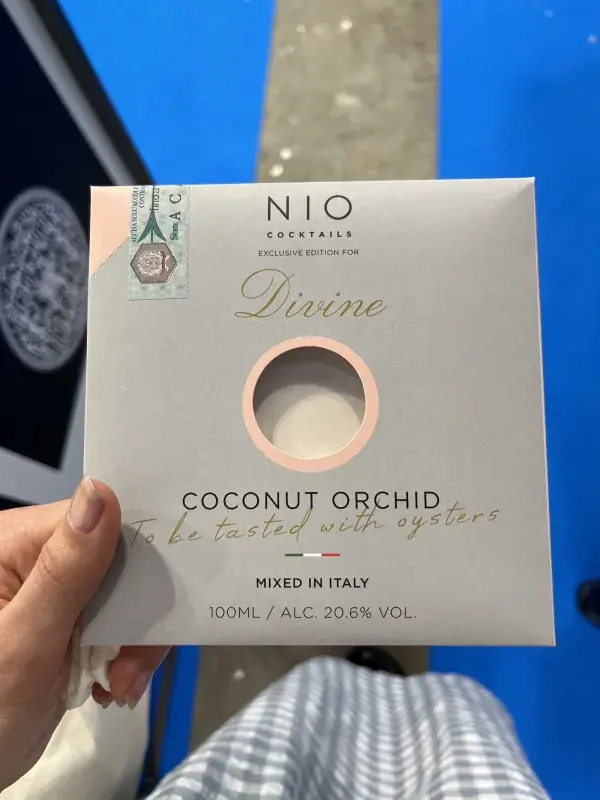 NIO
COCKTAILS
EXCLUSIVE EDITION FOR
Divine
COCONUT ORCHID
To be tasted with oysters
MIXED IN ITALY
100ML / ALC. 20.6% VOL.